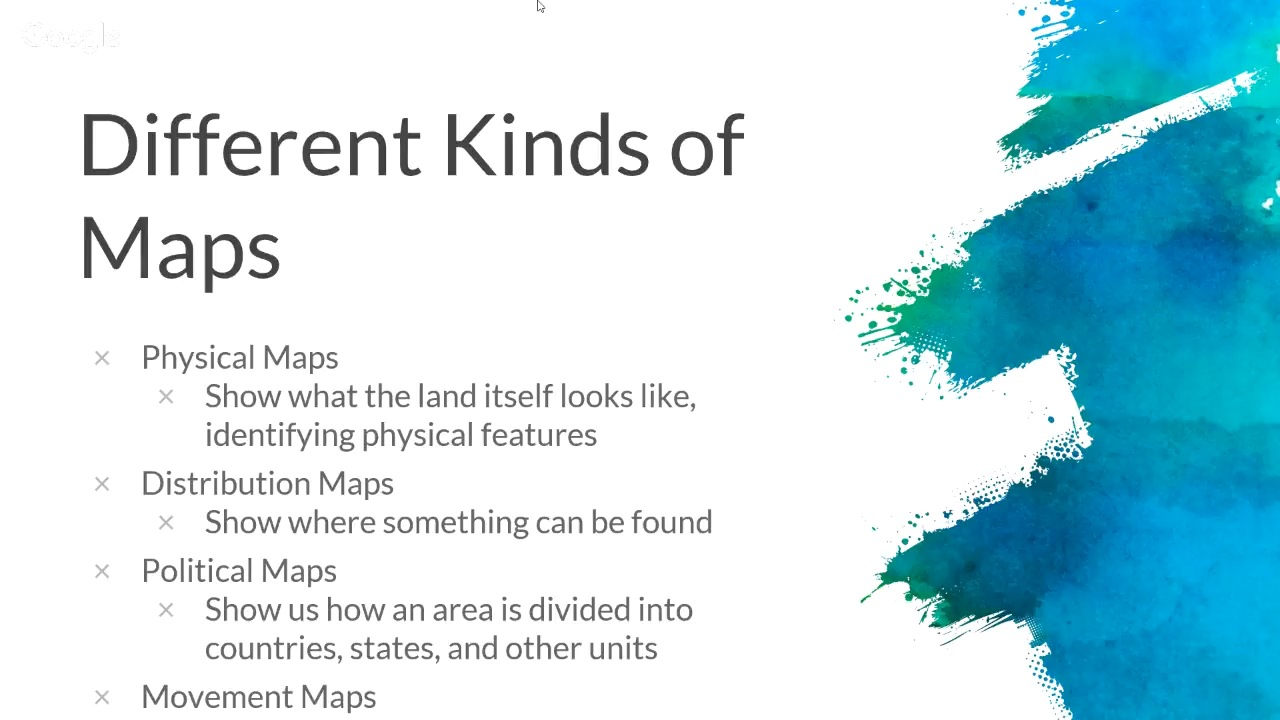 Google
Different Kinds of
Maps
× Physical Maps
× Show what the land itself looks like,
identifying physical features
× Distribution Maps
× Show where something can be found
× Political Maps
× Show us how an area is divided into
countries, states, and other units
× Movement Maps